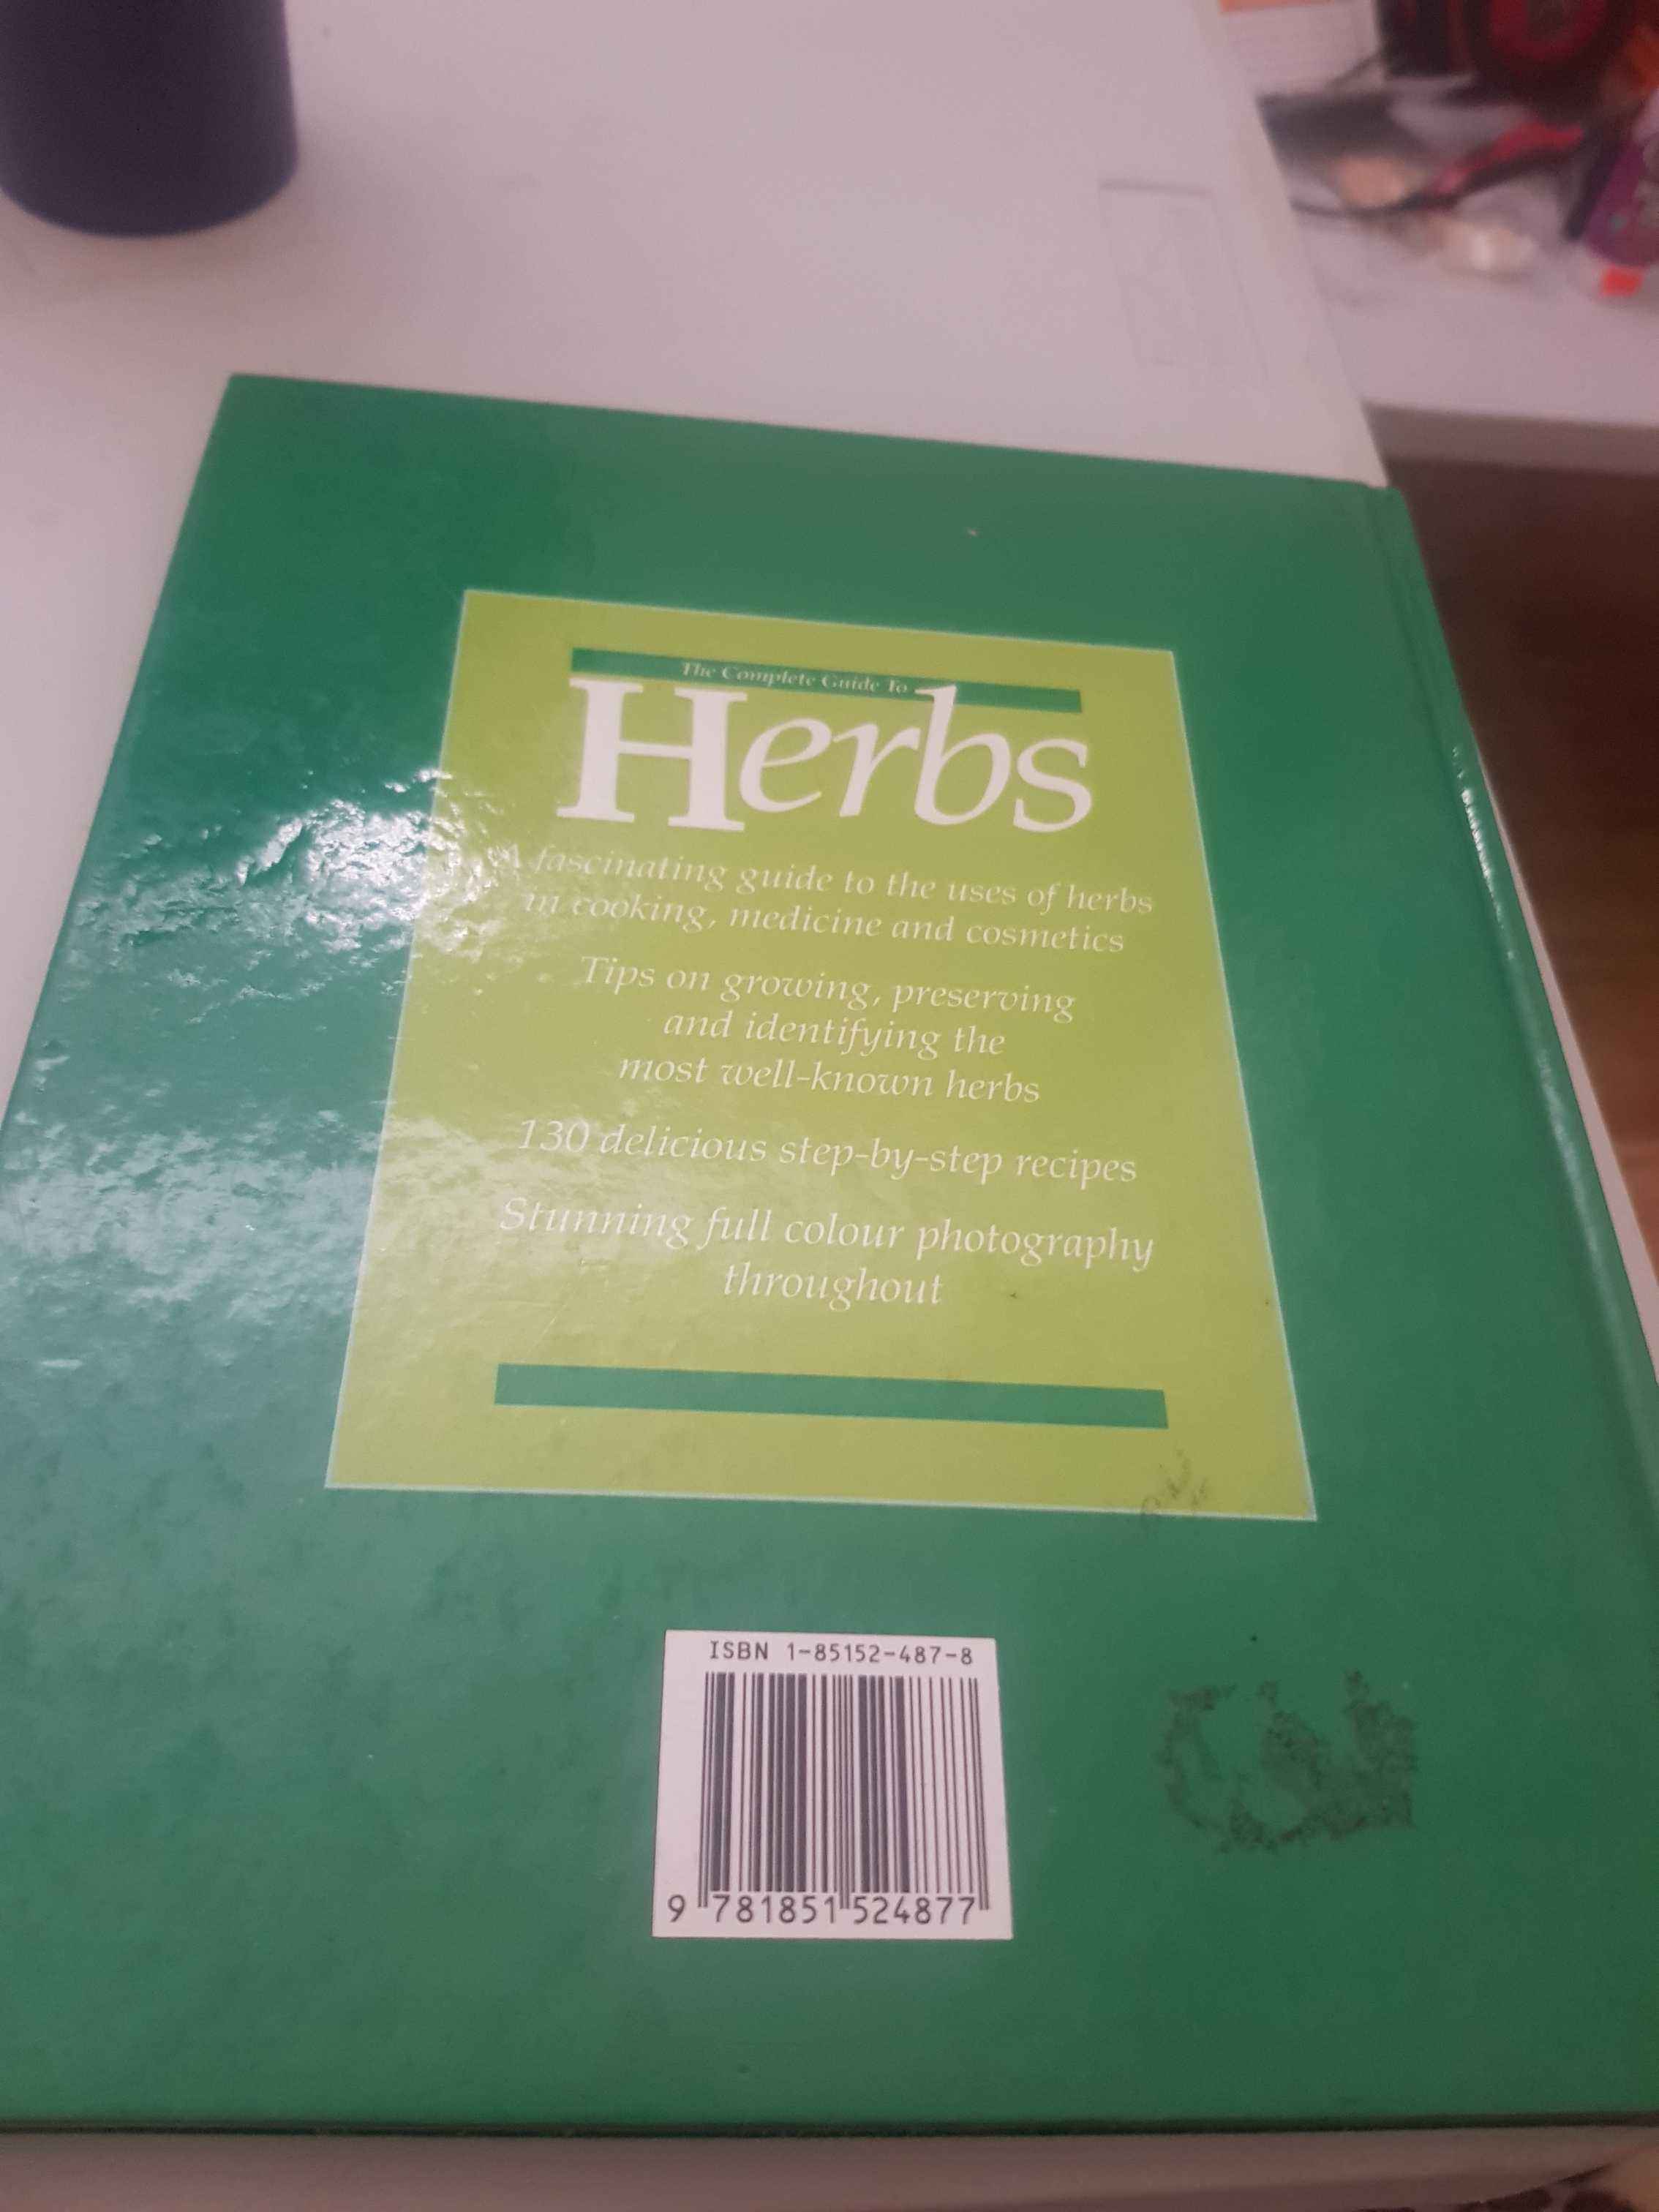 The Complete Guide To
Herbs
A fascinating guide to the uses of herbs
in cooking, medicine and cosmetics
Tips on growing, preserving
and identifying the
most well-known herbs
130 delicious step-by-step recipes
Stunning full colour photography
throughout
ISBN 1-85152-487-8
9 781851 524877